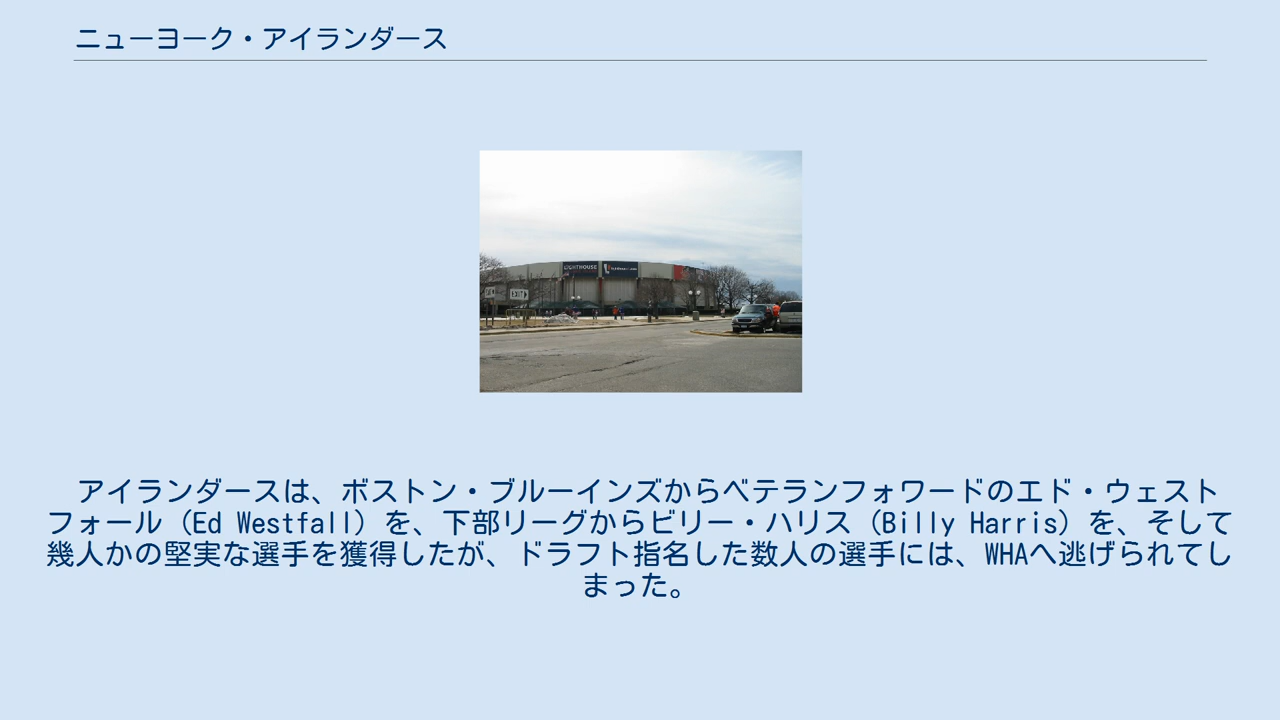 ニューヨーク・アイランダース
LIGHTHOUSE
EXIT
アイランダースは、ボストン・ブルーインズからベテランフォワードのエド・ウェスト
フォール (Ed Westfall) を、下部リーグからビリー・ハリス (Billy Harris) を、そして
幾人かの堅実な選手を獲得したが、ドラフト指名した数人の選手には、WHAへ逃げられてし
まった。